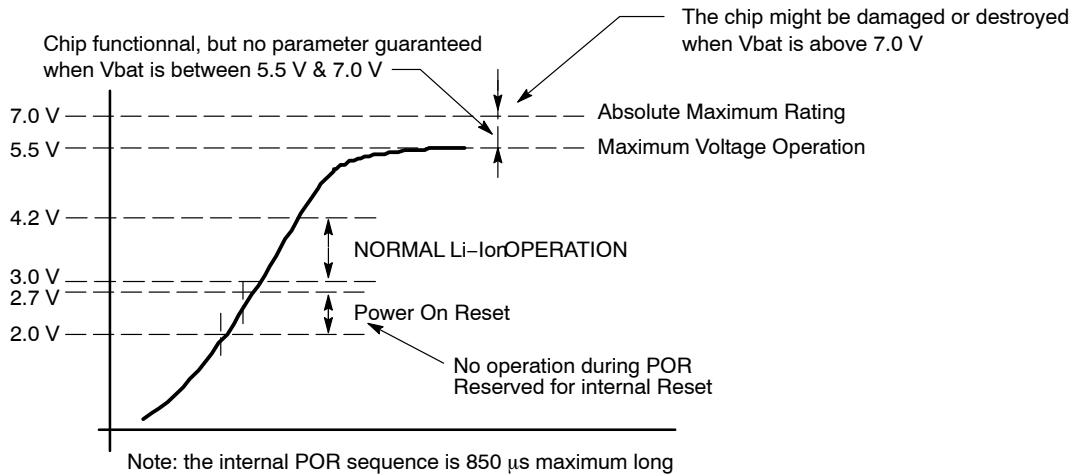 The chip might be damaged or destroyed
when Vbat is above 7.0 V
Chip functionnal, but no parameter guaranteed
when Vbat is between 5.5 V & 7.0 V
7.0 V
Absolute Maximum Rating
5.5 V
Maximum Voltage Operation
4.2 V
NORMAL Li−IonOPERATION
3.0 V
2.7 V
Power On Reset
2.0 V
No operation during POR
Reserved for internal Reset
Note: the internal POR sequence is 850 μs maximum long